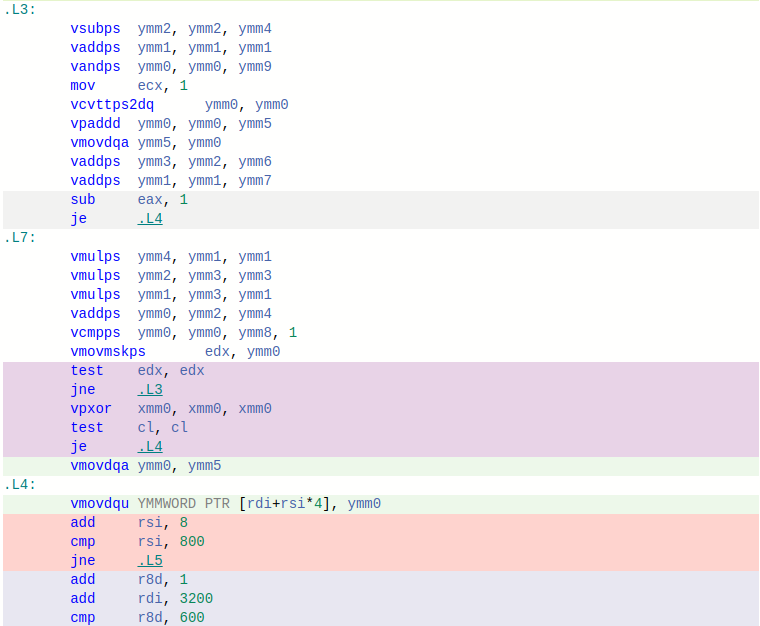 .L3:
vsubps ymm2, ymm2, ymm4
vaddps ymm1, ymm1, ymm1
vandps ymm0, ymm0, ymm9
mov ecx, 1
vcvttps2dq ymm0, ymm0
vpaddd ymm0, ymm0, ymm5
vmovdqa ymm5, ymm0
vaddps ymm3, ymm2, ymm6
vaddps ymm1, ymm1, ymm7
sub eax, 1
je .L4
.L7:
vmulps ymm4, ymm1, ymm1
vmulps ymm2, ymm3, ymm3
vmulps ymm1, ymm3, ymm1
vaddps ymm0, ymm2, ymm4
vcmpps ymm0, ymm0, ymm8, 1
vmovmskps edx, ymm0
test edx, edx
jne .L3
vpxor xmm0, xmm0, xmm0
test cl, cl
je .L4
vmovdqa ymm0, ymm5
.L4:
vmovdqu YMMWORD PTR [rdi+rsi*4], ymm0
add rsi, 8
cmp rsi, 800
jne .L5
add r8d, 1
add rdi, 3200
cmp r8d, 600